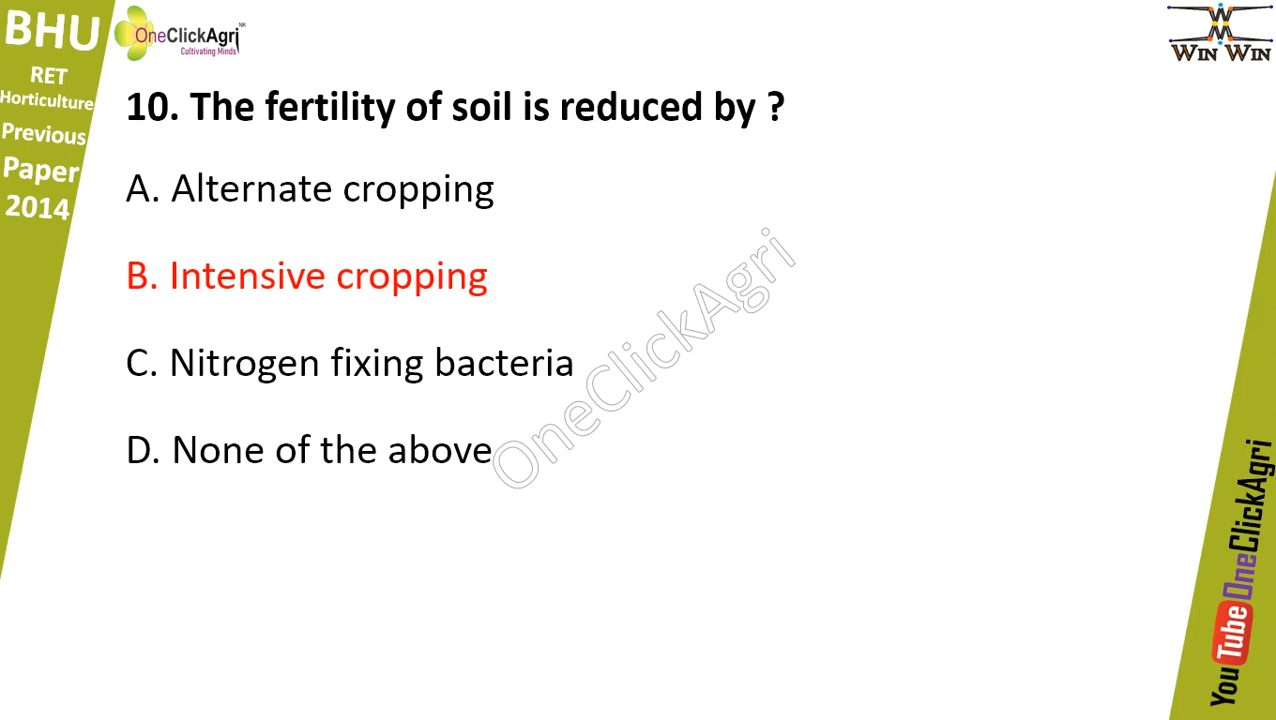 BHU
RET
Horticulture
Previous
Paper
2014
OneClickAgri
NK
Cultivating Minds
WIN WIN
10. The fertility of soil is reduced by ?
A. Alternate cropping
B. Intensive cropping
C. Nitrogen fixing bacteria
D. None of the above
OneClickAgri
YouTube OneClickAgri